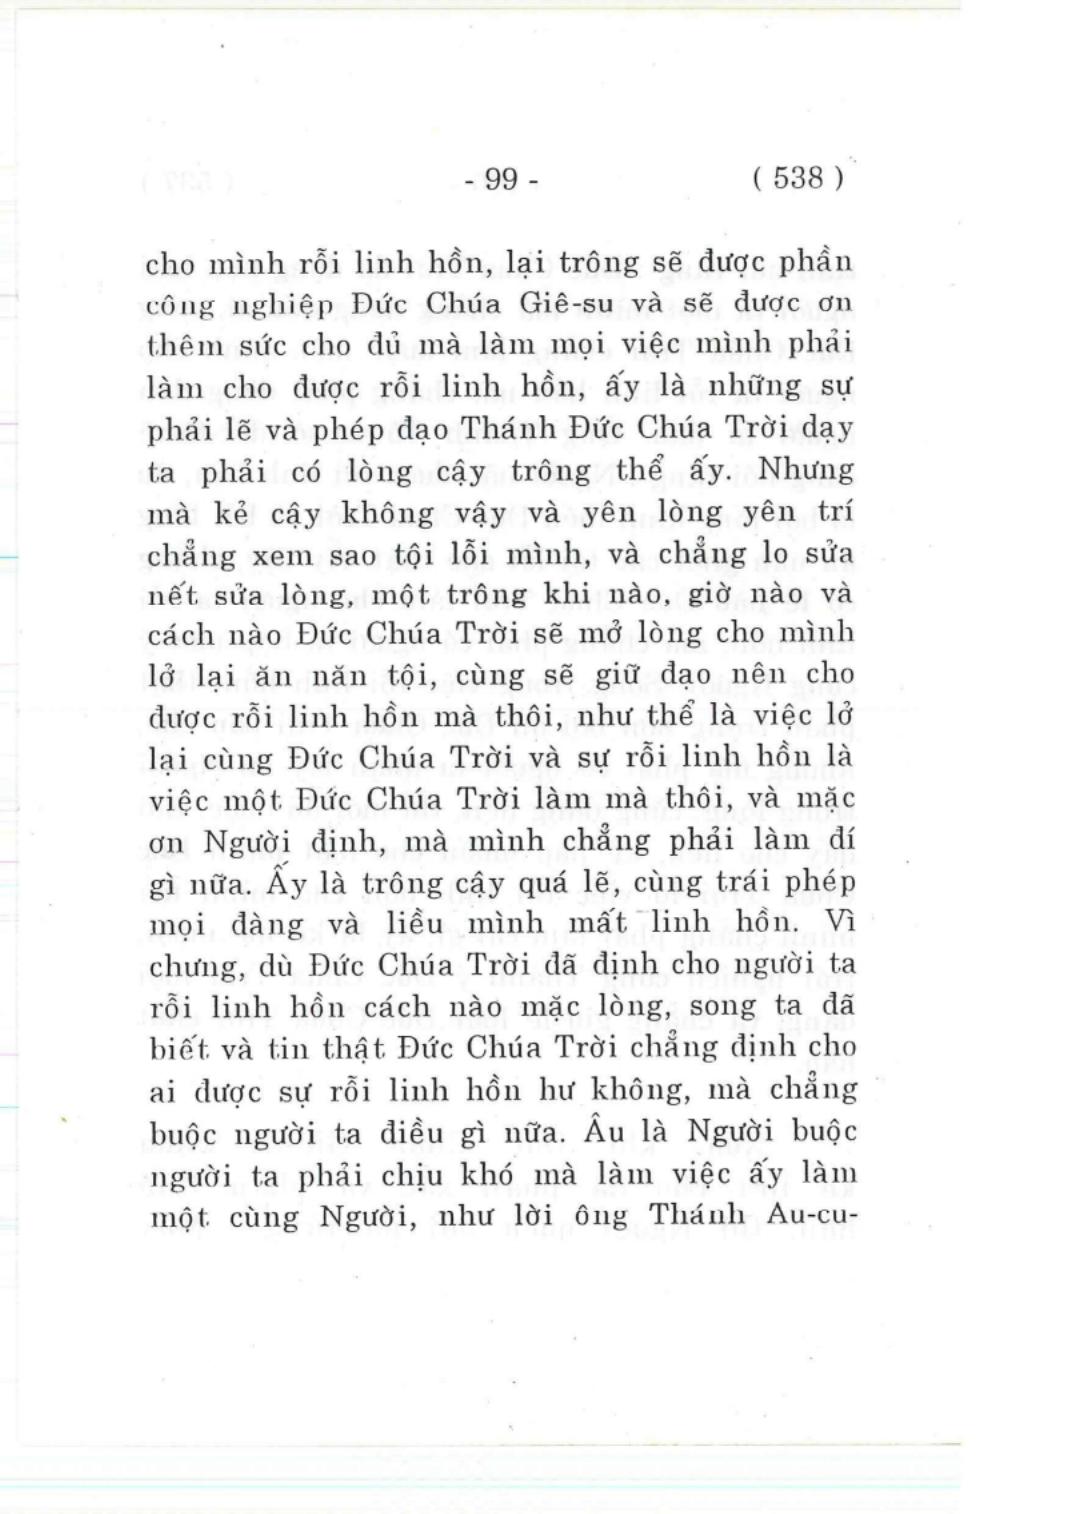 - 99 - ( 538 )
cho mình rỗi linh hồn, lại trông sẽ được phần
công nghiệp Đức Chúa Giê-su và sẽ được ơn
thêm sức cho đủ mà làm mọi việc mình phải
làm cho được rỗi linh hồn, ấy là những sự
phải lẽ và phép đạo Thánh Đức Chúa Trời dạy
ta phải có lòng cậy trông thể ấy. Nhưng
mà kẻ cậy không vậy và yên lòng yên trí
chẳng xem sao tội lỗi mình, và chẳng lo sửa
nết sửa lòng, một trông khi nào, giờ nào và
cách nào Đức Chúa Trời sẽ mở lòng cho mình
lở lại ăn năn tội, cùng sẽ giữ đạo nên cho
được rỗi linh hồn mà thôi, như thể là việc lở
lại cùng Đức Chúa Trời và sự rỗi linh hồn là
việc một Đức Chúa Trời làm mà thôi, và mặc
ơn Người định, mà mình chẳng phải làm đí
gì nữa. Ấy là trông cậy quá lẽ, cùng trái phép
mọi đàng và liều mình mất linh hồn. Vì
chưng, dù Đức Chúa Trời đã định cho người ta
rỗi linh hồn cách nào mặc lòng, song ta đã
biết và tin thật Đức Chúa Trời chẳng định cho
ai được sự rỗi linh hồn hư không, mà chẳng
buộc người ta điều gì nữa. Âu là Người buộc
người ta phải chịu khó mà làm việc ấy làm
một cùng Người, như lời ông Thánh Au-cu-